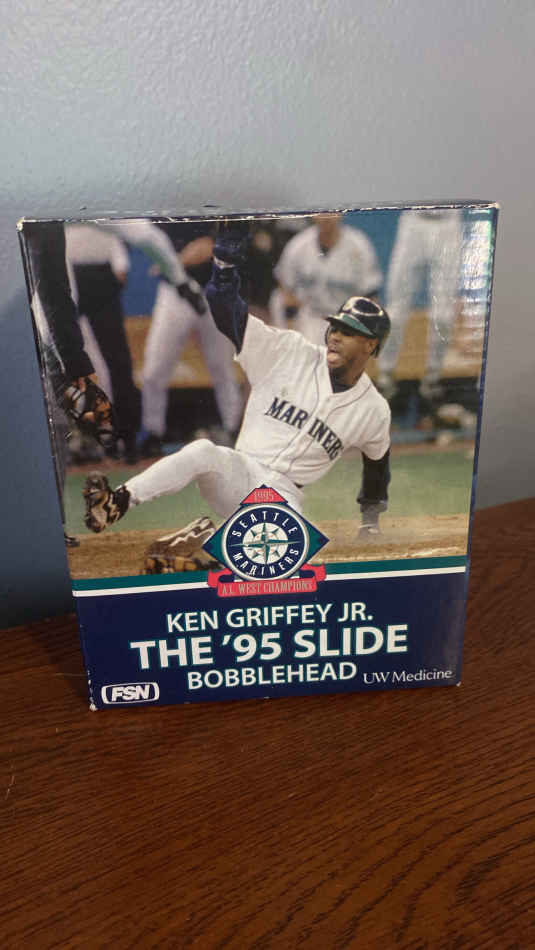 MARINERS
1995
SEATTLE
MARINERS
A.L. WEST CHAMPIONS
KEN GRIFFEY JR.
THE '95 SLIDE
BOBBLEHEAD
FSN
UW Medicine